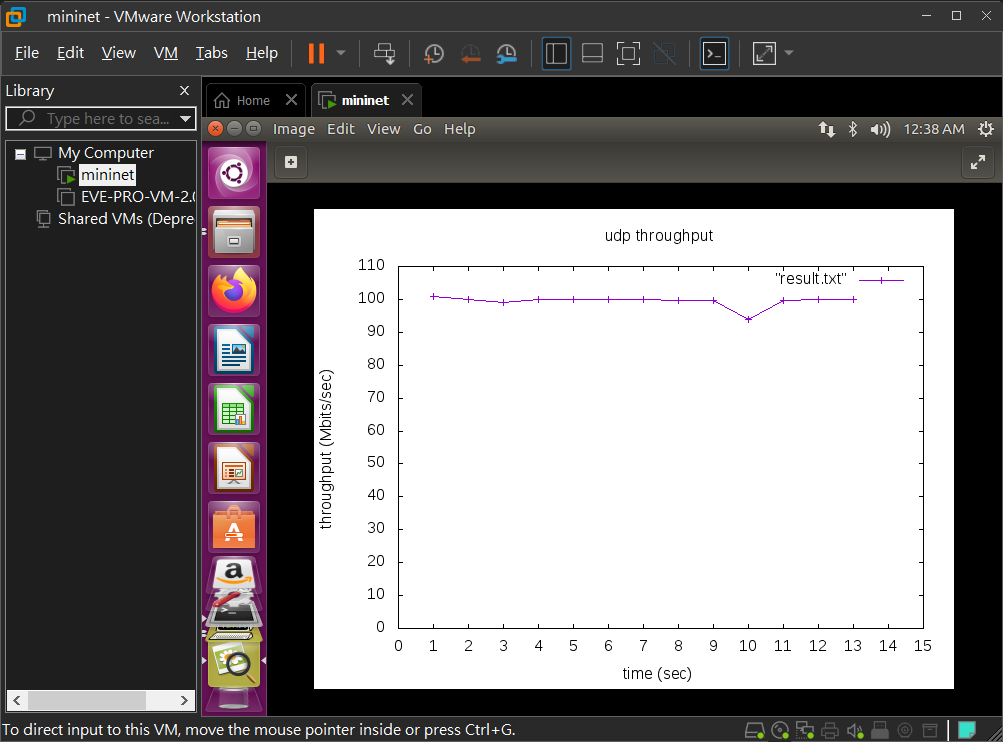 mininet - VMware Workstation
File Edit View VM Tabs Help
Library
Type here to sea...
My Computer
mininet
EVE-PRO-VM-2.0
Shared VMs (Depre
Home
mininet
Image Edit View Go Help
12:38 AM
udp throughput
"result.txt"
throughput (Mbits/sec)
110
100
90
80
70
60
50
40
30
20
10
0
0 1 2 3 4 5 6 7 8 9 10 11 12 13 14 15
time (sec)
To direct input to this VM, move the mouse pointer inside or press Ctrl+G.